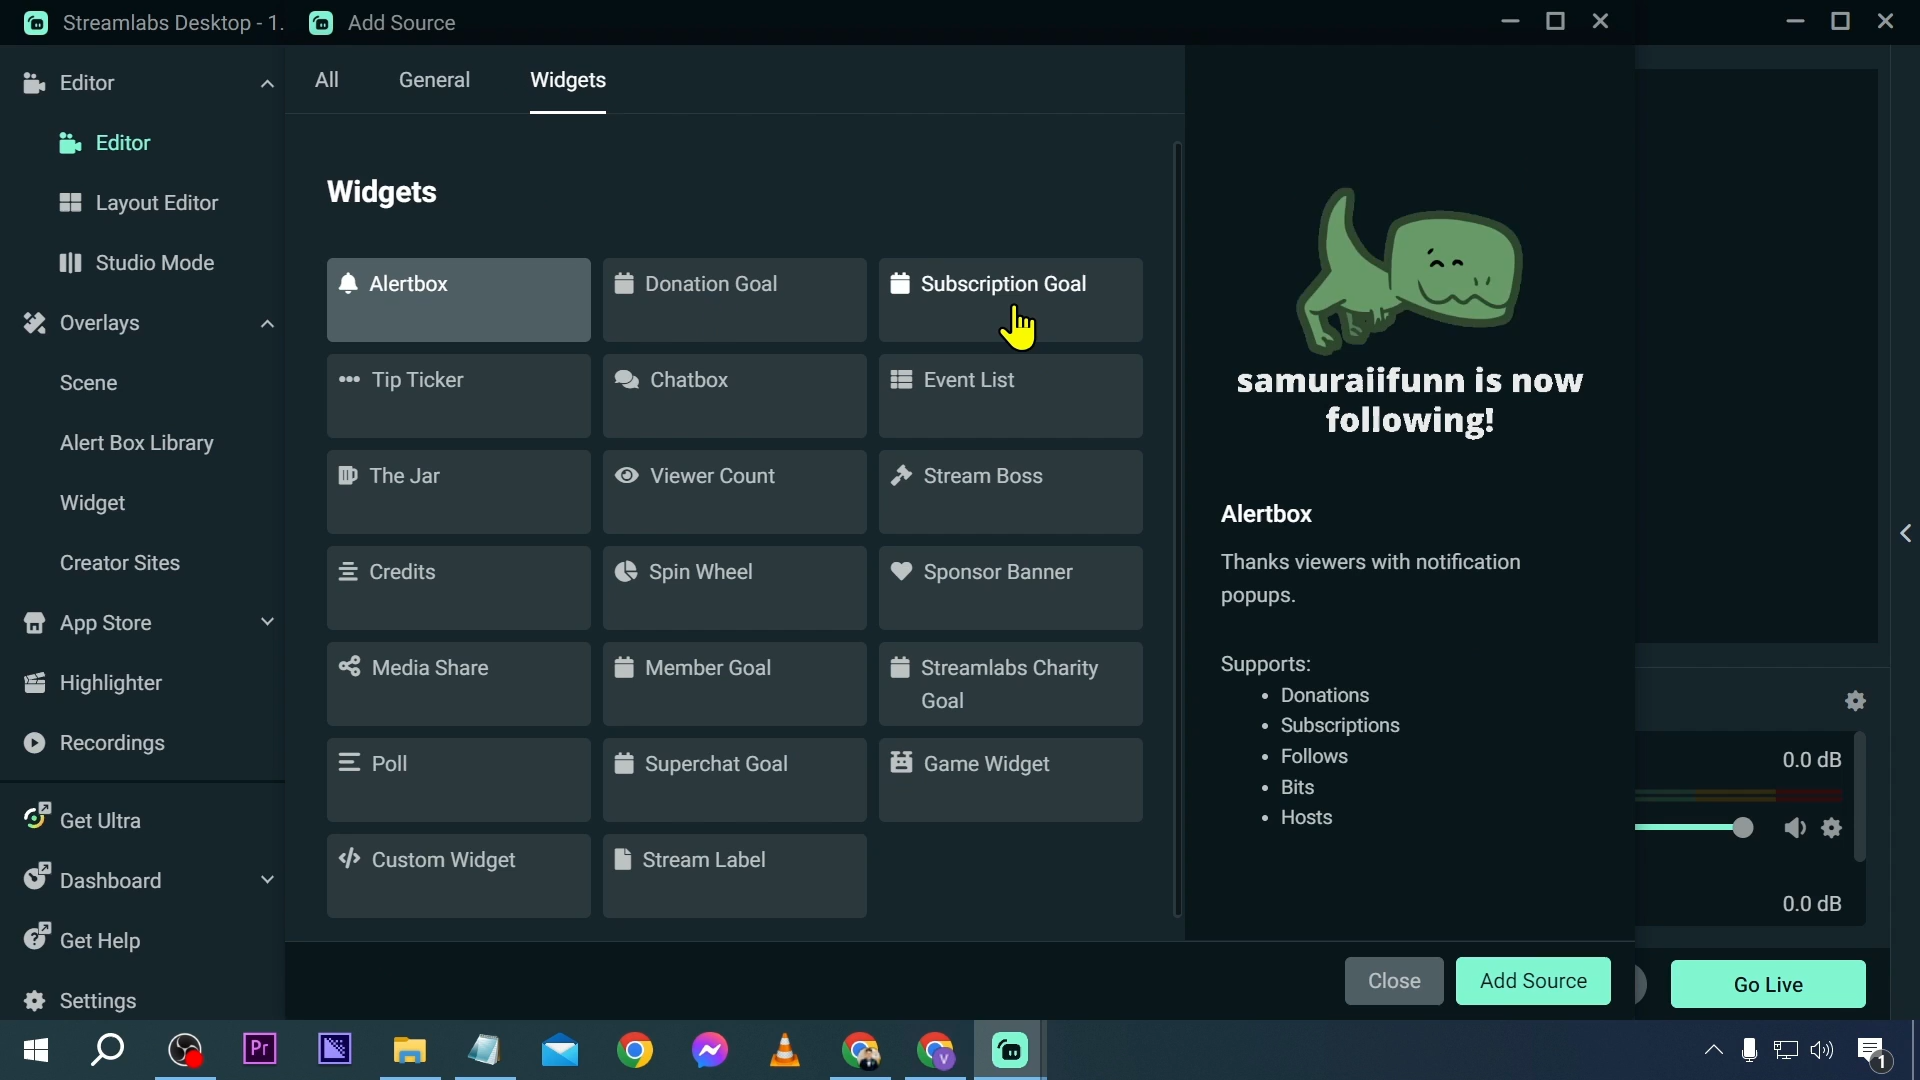 Streamlabs Desktop - 1.
Add Source
Editor
Editor
Layout Editor
Studio Mode
Overlays
Scene
Alert Box Library
Widget
Creator Sites
App Store
Highlighter
Recordings
Get Ultra
Dashboard
Get Help
Settings
All
General
Widgets
Widgets
Alertbox
Donation Goal
Subscription Goal
Tip Ticker
Chatbox
Event List
The Jar
Viewer Count
Stream Boss
Credits
Spin Wheel
Sponsor Banner
Media Share
Member Goal
Streamlabs Charity
Goal
Poll
Superchat Goal
Game Widget
Custom Widget
Stream Label
samuraiifunn is now
following!
Alertbox
Thanks viewers with notification
popups.
Supports:
• Donations
• Subscriptions
• Follows
• Bits
• Hosts
Close
Add Source
0.0 dB
0.0 dB
Go Live
Pr
V
1